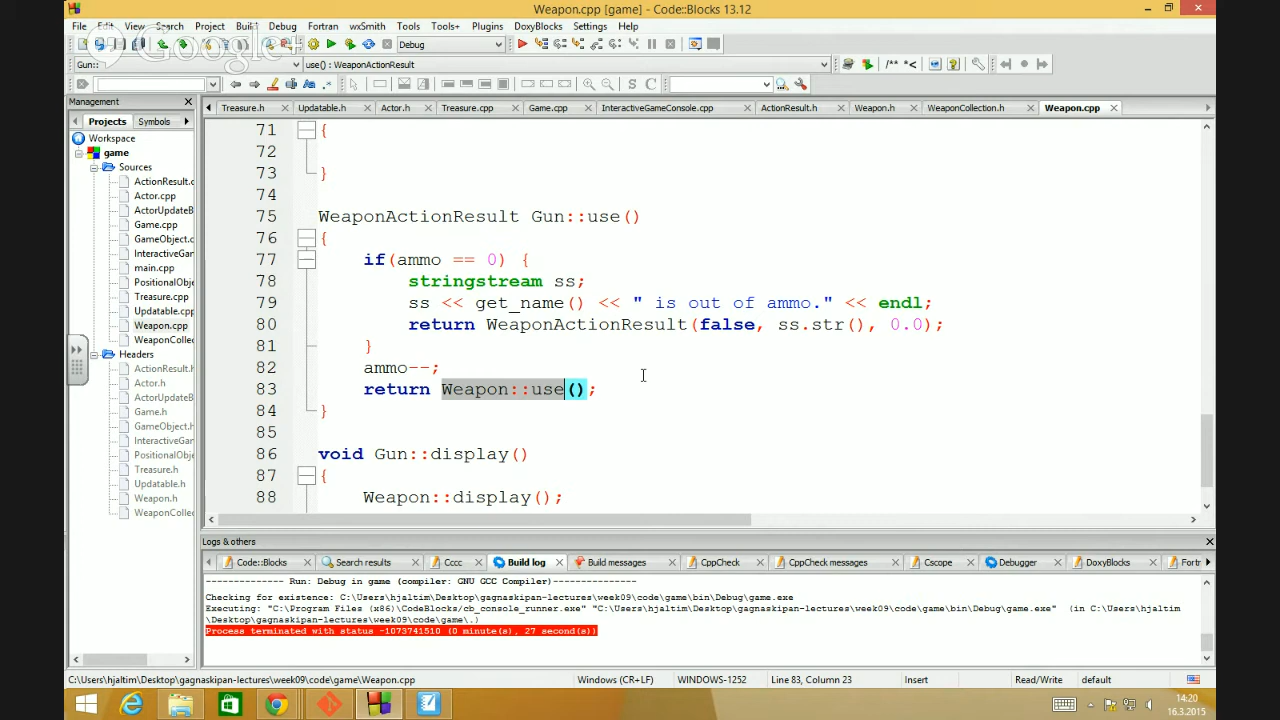 Weapon.cpp [game] - Code::Blocks 13.12
File Edit View Search Project Build Debug Fortran wxSmith Tools Tools+ Plugins DoxyBlocks Settings Help
Google+
Debug
Gun:: use() : WeaponActionResult /** *<
Aa S C
Management
Projects Symbols
Treasure.h Updatable.h Actor.h Treasure.cpp Game.cpp InteractiveGameConsole.cpp ActionResult.h Weapon.h WeaponCollection.h Weapon.cpp
Workspace
game
Sources
ActionResult.c
Actor.cpp
ActorUpdateB
Game.cpp
GameObject.c
InteractiveGan
main.cpp
PositionalObje
Treasure.cpp
Updatable.cpp
Weapon.cpp
WeaponCollec
Headers
ActionResult.h
Actor.h
ActorUpdateB
Game.h
GameObject.h
InteractiveGan
PositionalObje
Treasure.h
Updatable.h
Weapon.h
WeaponCollec
71 {
72
73 }
74
75 WeaponActionResult Gun::use()
76 {
77 if(ammo == 0) {
78 stringstream ss;
79 ss << get_name() << " is out of ammo." << endl;
80 return WeaponActionResult(false, ss.str(), 0.0);
81 }
82 ammo--;
83 return Weapon::use();
84 }
85
86 void Gun::display()
87 {
88 Weapon::display();
Logs & others
Code::Blocks Search results Cccc Build log Build messages CppCheck CppCheck messages Cscope Debugger DoxyBlocks Fortr
-------------- Run: Debug in game (compiler: GNU GCC Compiler)---------------
Checking for existence: C:\Users\hjaltim\Desktop\gagnaskipan-lectures\week09\code\game\bin\Debug\game.exe
Executing: "C:\Program Files (x86)\CodeBlocks/cb_console_runner.exe" "C:\Users\hjaltim\Desktop\gagnaskipan-lectures\week09\code\game\bin\Debug\game.exe" (in C:\Users\hjaltim
\Desktop\gagnaskipan-lectures\week09\code\game\.)
Process terminated with status -1073741510 (0 minute(s), 27 second(s))
C:\Users\hjaltim\Desktop\gagnaskipan-lectures\week09\code\game\Weapon.cpp Windows (CR+LF) WINDOWS-1252 Line 83, Column 23 Insert Read/Write default
14:20
16.3.2015